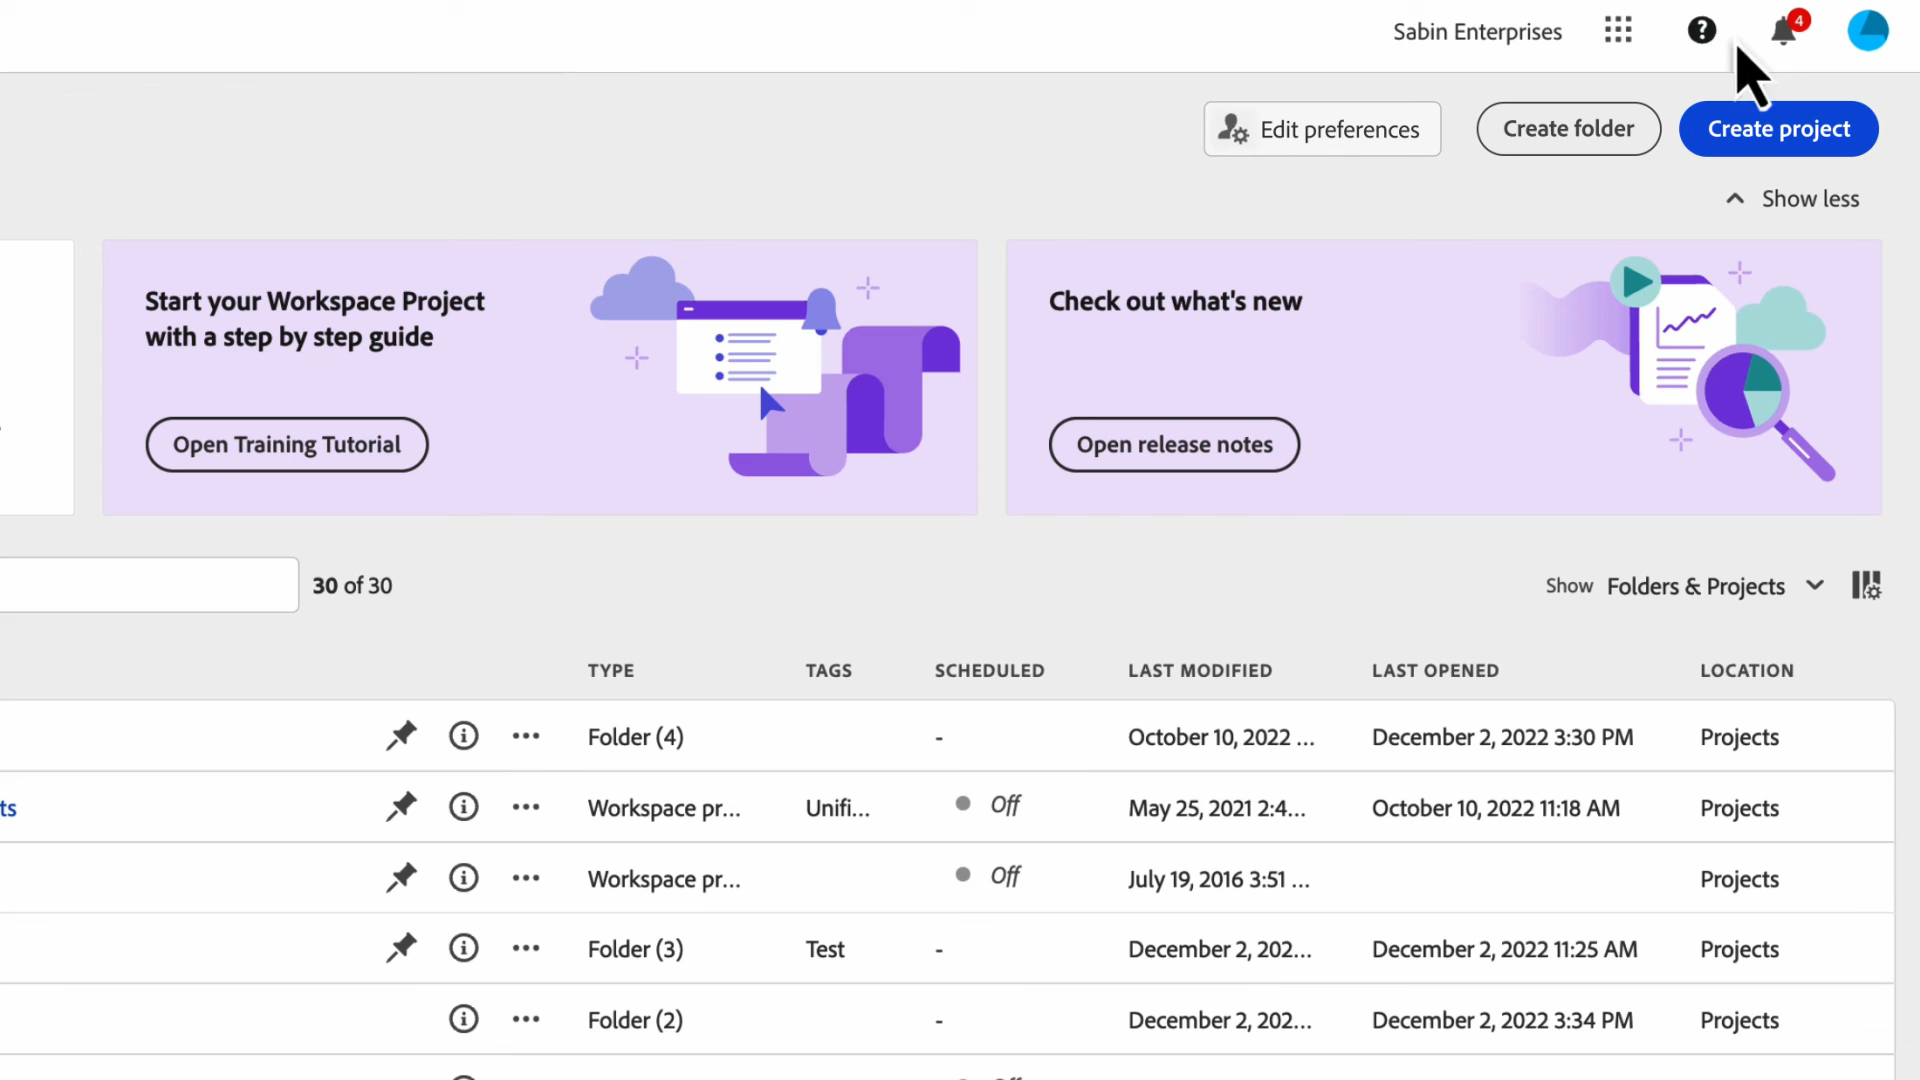 Sabin Enterprises
4
Edit preferences
Create folder
Create project
Show less
Start your Workspace Project
with a step by step guide
Open Training Tutorial
Check out what's new
Open release notes
30 of 30
Show Folders & Projects
TYPE TAGS SCHEDULED LAST MODIFIED LAST OPENED LOCATION
Folder (4) - October 10, 2022 ... December 2, 2022 3:30 PM Projects
ts Workspace pr... Unifi... Off May 25, 2021 2:4... October 10, 2022 11:18 AM Projects
Workspace pr... Off July 19, 2016 3:51 ... Projects
Folder (3) Test - December 2, 202... December 2, 2022 11:25 AM Projects
Folder (2) - December 2, 202... December 2, 2022 3:34 PM Projects